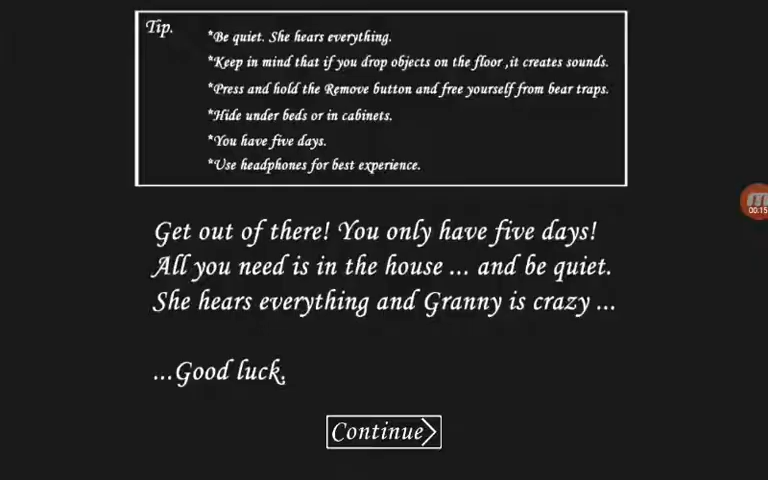 Tip.
*Be quiet. She hears everything.
*Keep in mind that if you drop objects on the floor ,it creates sounds.
*Press and hold the Remove button and free yourself from bear traps.
*Hide under beds or in cabinets.
*You have five days.
*Use headphones for best experience.
00:15
Get out of there! You only have five days!
All you need is in the house ... and be quiet.
She hears everything and Granny is crazy ...
...Good luck.
Continue